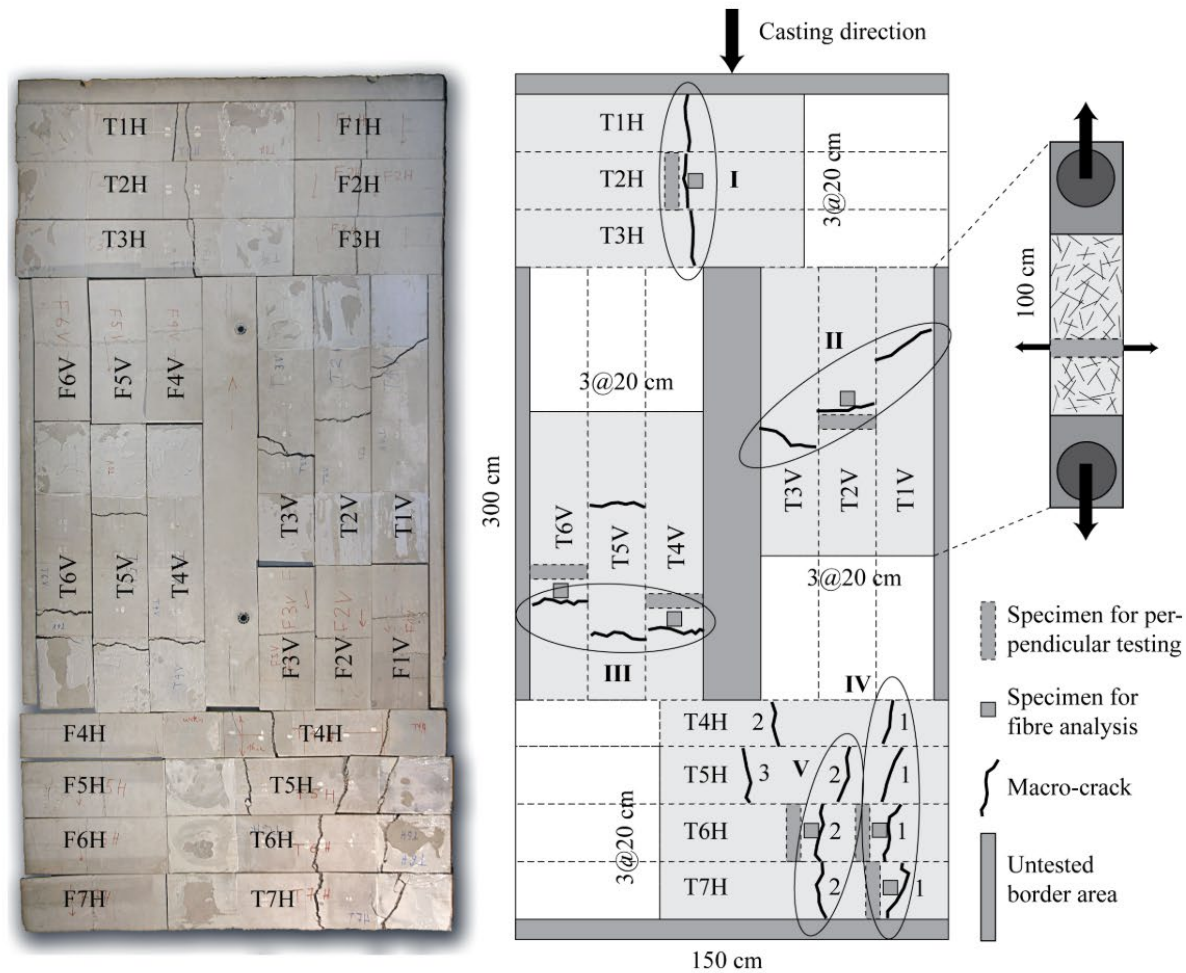 Casting direction
T1H
F1H
T2H
F2H
T3H
F3H
F6V
F5V
F4V
T3V
T2V
T1V
T6V
T5V
T4V
F3V
F2V
F1V
F4H
T4H
F5H
T5H
F6H
T6H
F7H
T7H
T1H
T2H
I
T3H
3@20 cm
II
3@20 cm
T3V
T2V
T1V
300 cm
T6V
T5V
T4V
3@20 cm
III
IV
T4H
2
1
T5H
3
V
2
1
T6H
2
1
3@20 cm
T7H
2
1
150 cm
100 cm
Specimen for per-
pendicular testing
Specimen for
fibre analysis
Macro-crack
Untested
border area